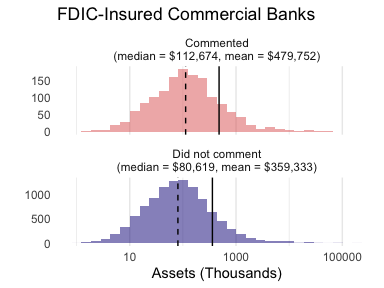 FDIC-Insured Commercial Banks
Commented
(median = $112,674, mean = $479,752)
150
100
50
0
Did not comment
(median = $80,619, mean = $359,333)
1000
500
0
10
1000
100000
Assets (Thousands)